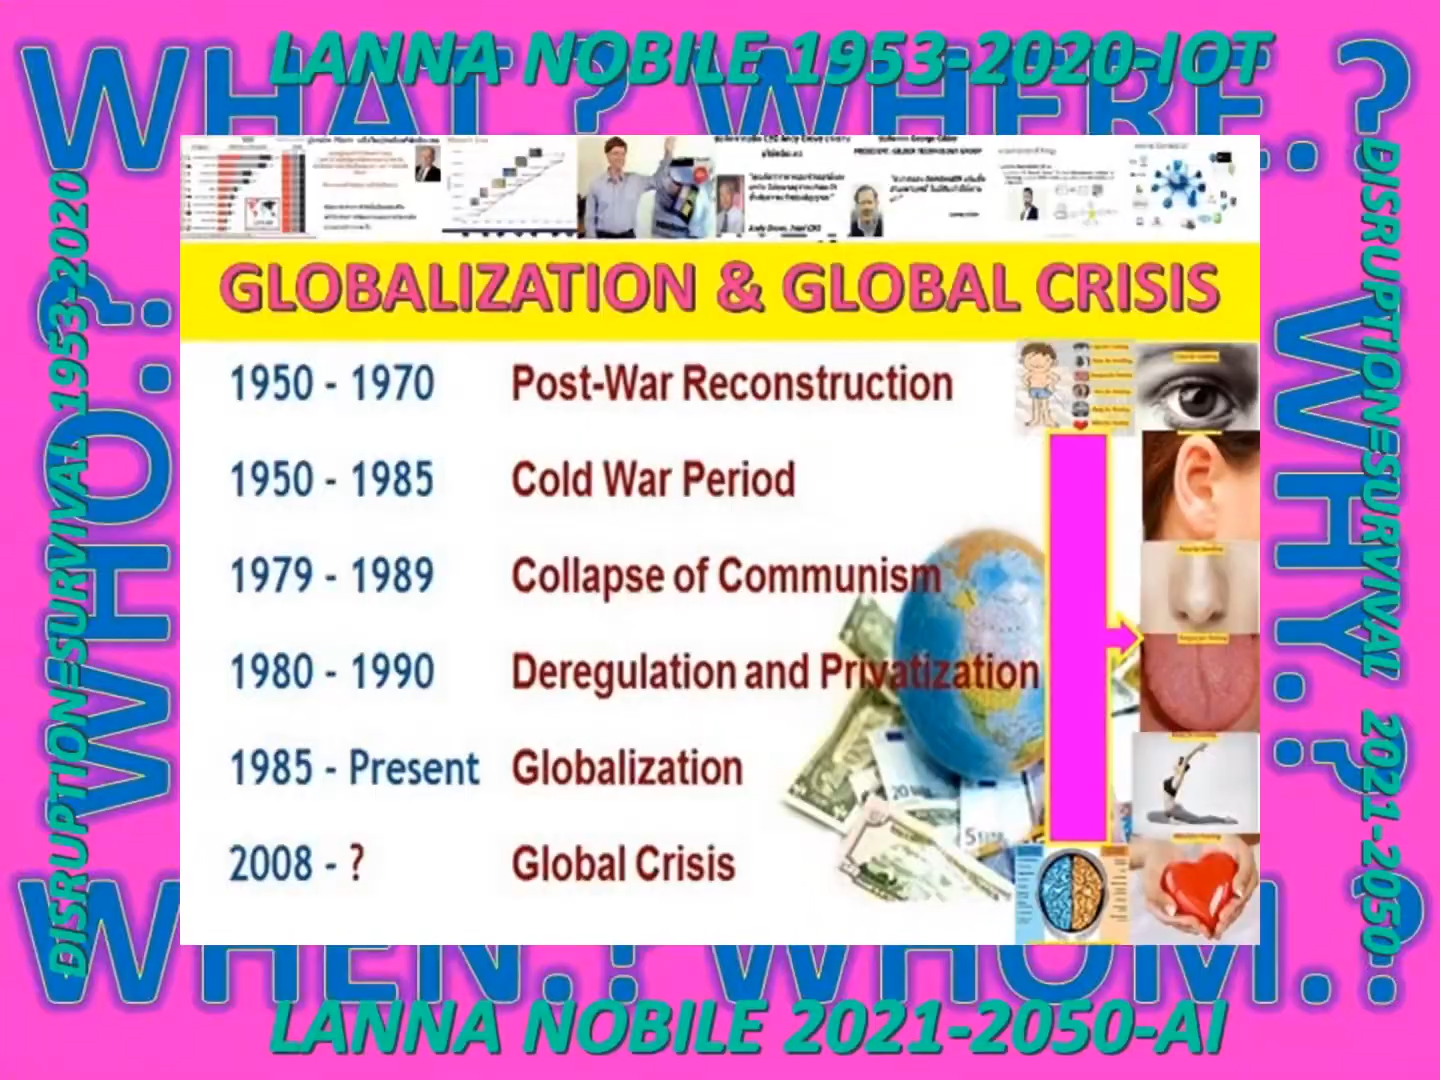 LANNA NOBILE 1953-2020-IOT
WHAT.? WHERE.?
GLOBALIZATION & GLOBAL CRISIS
1950 - 1970 Post-War Reconstruction
1950 - 1985 Cold War Period
1979 - 1989 Collapse of Communism
1980 - 1990 Deregulation and Privatization
1985 - Present Globalization
2008 - ? Global Crisis
WHO.?
DISRUPTION=SURVIVAL 1953-2020
WHY.?
DISRUPTION=SURVIVAL 2021-2050
WHEN.? WHOM.?
LANNA NOBILE 2021-2050-AI